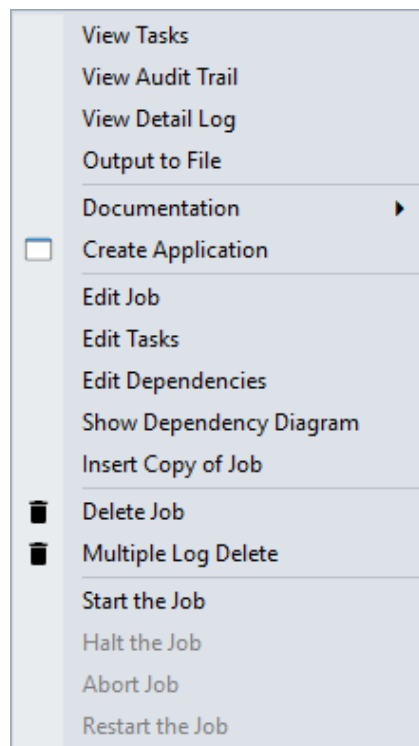 View Tasks
View Audit Trail
View Detail Log
Output to File
Documentation
Create Application
Edit Job
Edit Tasks
Edit Dependencies
Show Dependency Diagram
Insert Copy of Job
Delete Job
Multiple Log Delete
Start the Job
Halt the Job
Abort Job
Restart the Job